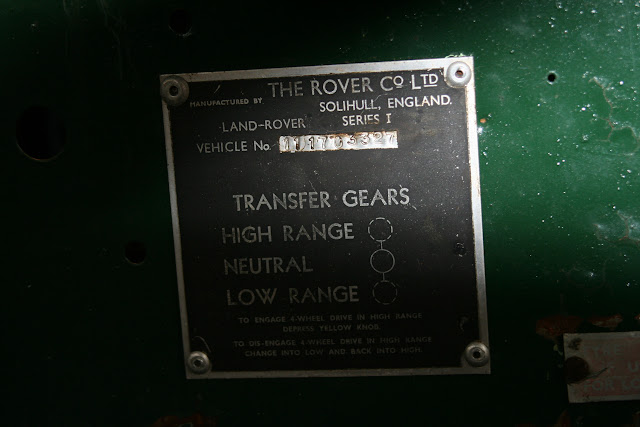 THE ROVER Co LTD
MANUFACTURED BY SOLIHULL, ENGLAND.
LAND-ROVER SERIES I
VEHICLE No.
TRANSFER GEARS
HIGH RANGE
NEUTRAL
LOW RANGE
TO ENGAGE 4-WHEEL DRIVE IN HIGH RANGE
DEPRESS YELLOW KNOB.
TO DIS-ENGAGE 4-WHEEL DRIVE IN HIGH RANGE
CHANGE INTO LOW AND BACK INTO HIGH.
THE
FOR